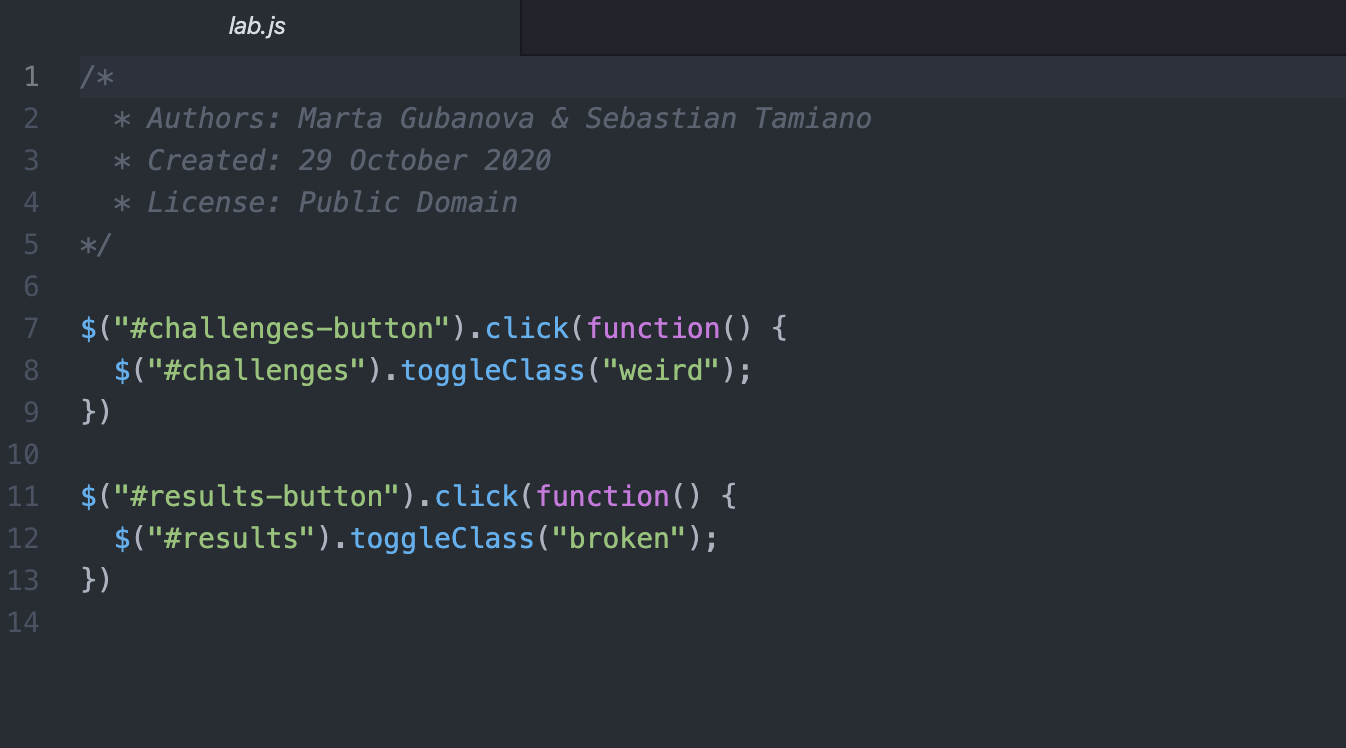 lab.js
1 /*
2   * Authors: Marta Gubanova & Sebastian Tamiano
3   * Created: 29 October 2020
4   * License: Public Domain
5 */
6
7 $("#challenges-button").click(function() {
8   $("#challenges").toggleClass("weird");
9 })
10
11 $("#results-button").click(function() {
12   $("#results").toggleClass("broken");
13 })
14